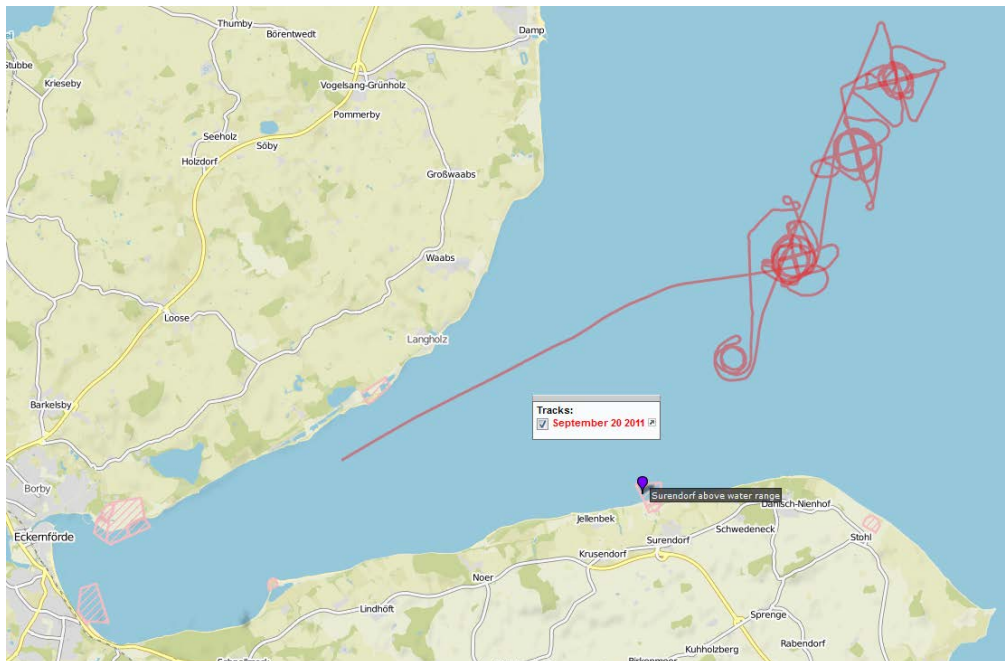 Thumby
Börentwedt
Damp
Stubbe
Krieseby
Vogelsang-Grünholz
Pommerby
Seeholz
Söby
Holzdorf
Großwaabs
Waabs
Loose
Langholz
Barkelsby
Tracks:
September 20 2011
Borby
Surendorf above water range
Dänisch-Nienhof
Jellenbek
Schwedeneck
Eckernförde
Surendorf
Stohl
Krusendorf
Noer
Lindhöft
Sprenge
Rabendorf
Kuhholzberg